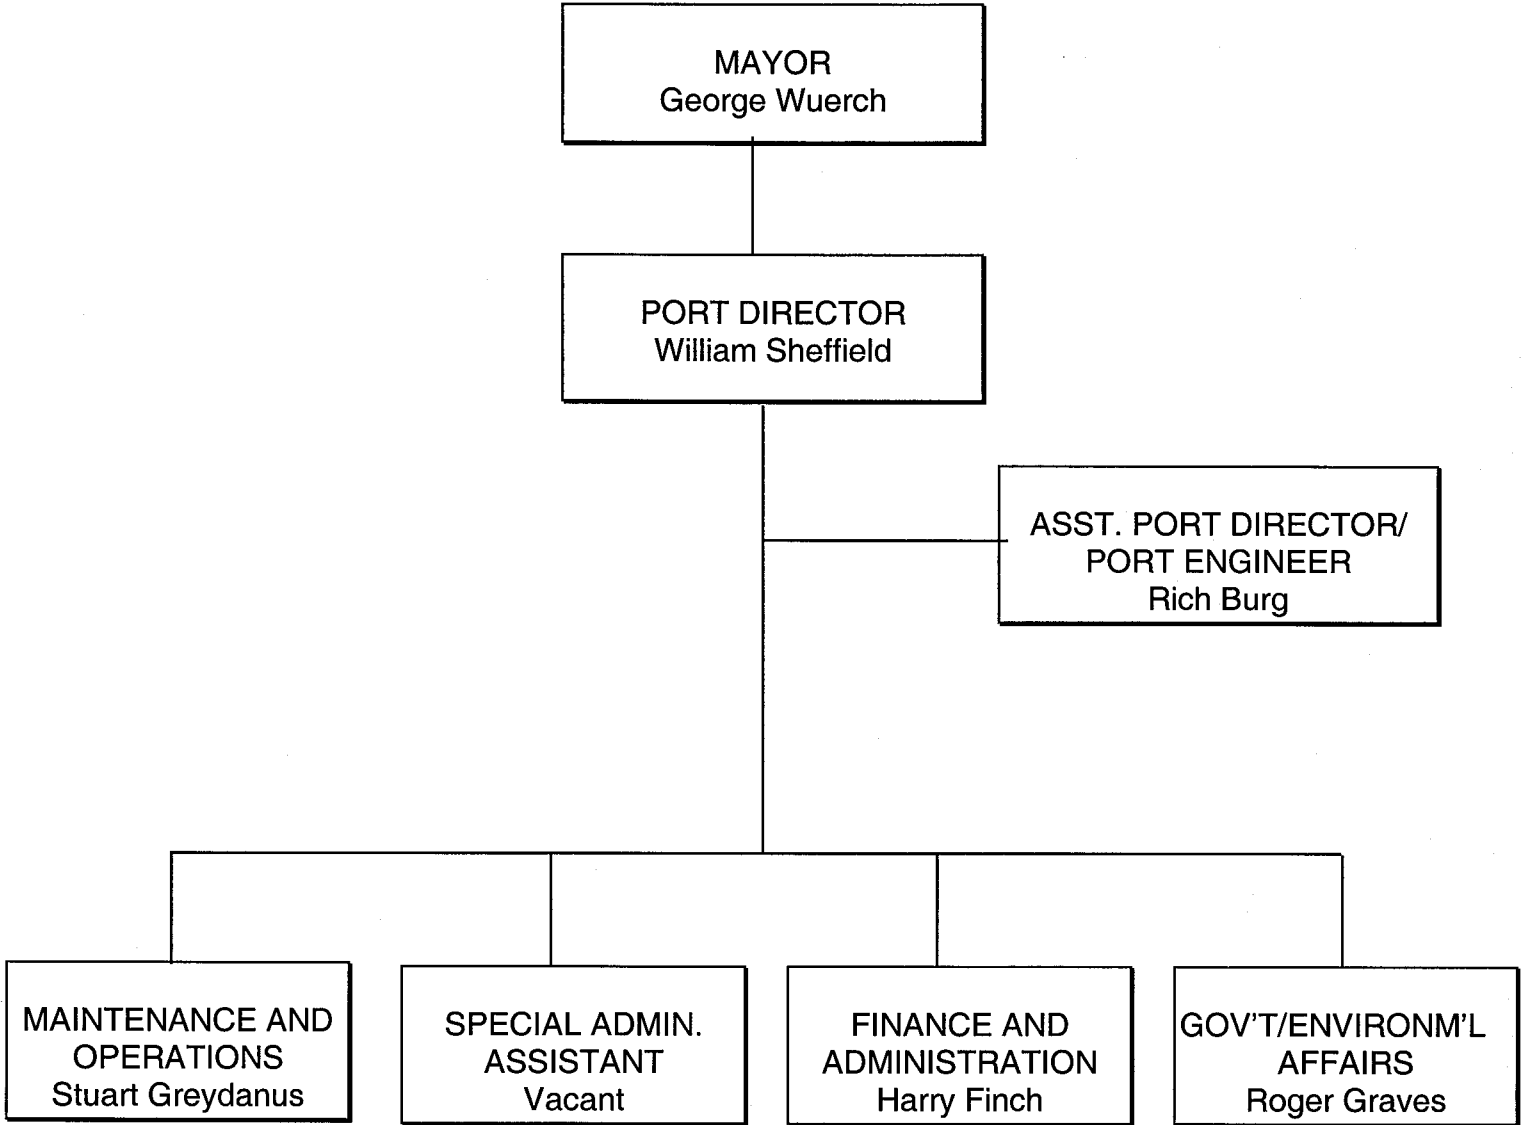 MAYOR
George Wuerch
PORT DIRECTOR
William Sheffield
ASST. PORT DIRECTOR/
PORT ENGINEER
Rich Burg
MAINTENANCE AND
OPERATIONS
Stuart Greydanus
SPECIAL ADMIN.
ASSISTANT
Vacant
FINANCE AND
ADMINISTRATION
Harry Finch
GOV'T/ENVIRONM'L
AFFAIRS
Roger Graves